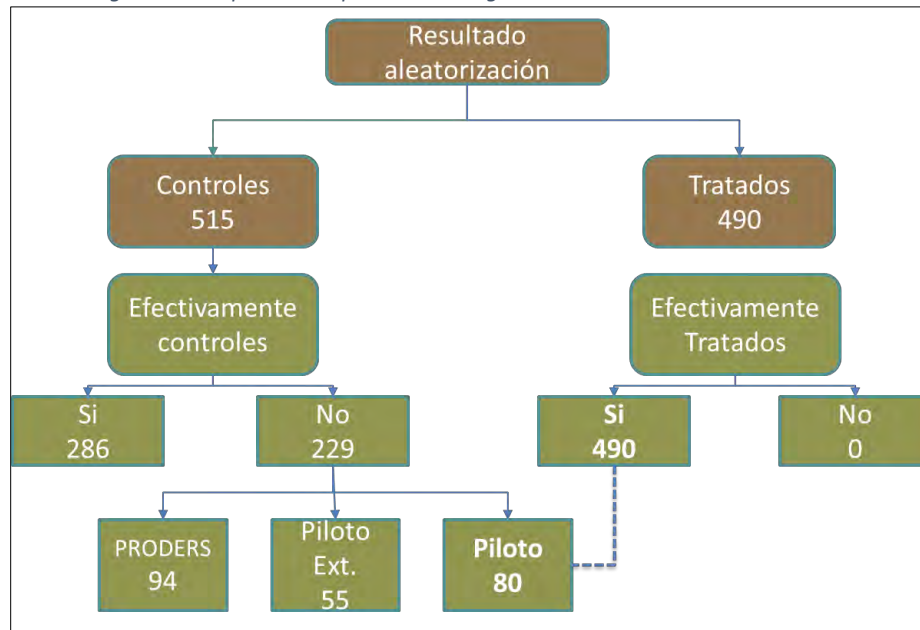 Resultado
aleatorización
Controles
515
Tratados
490
Efectivamente
controles
Efectivamente
Tratados
Si
286
No
229
Si
490
No
0
PRODERS
94
Piloto
Ext.
55
Piloto
80